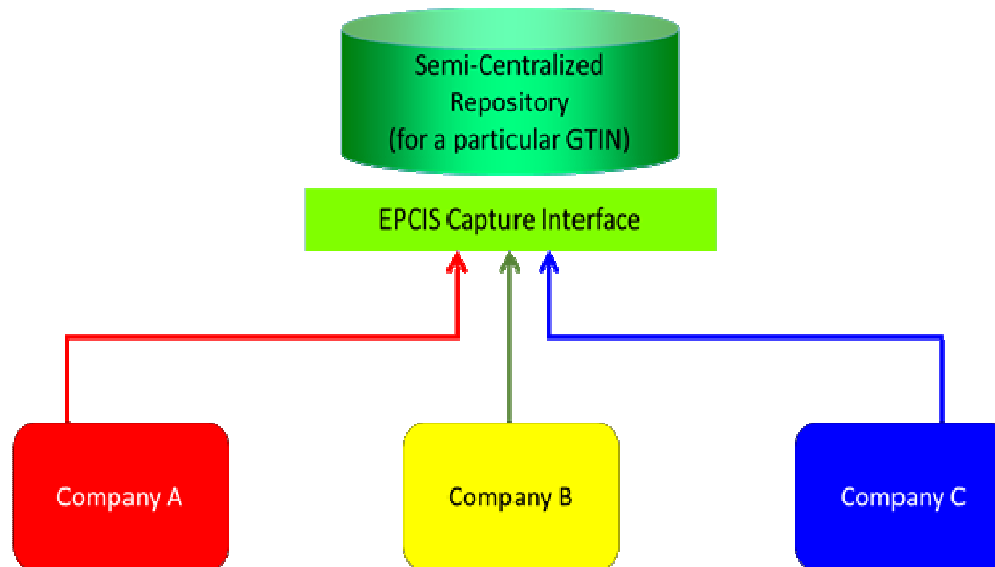 Semi-Centralized
Repository
(for a particular GTIN)
EPCIS Capture Interface
Company A
Company B
Company C